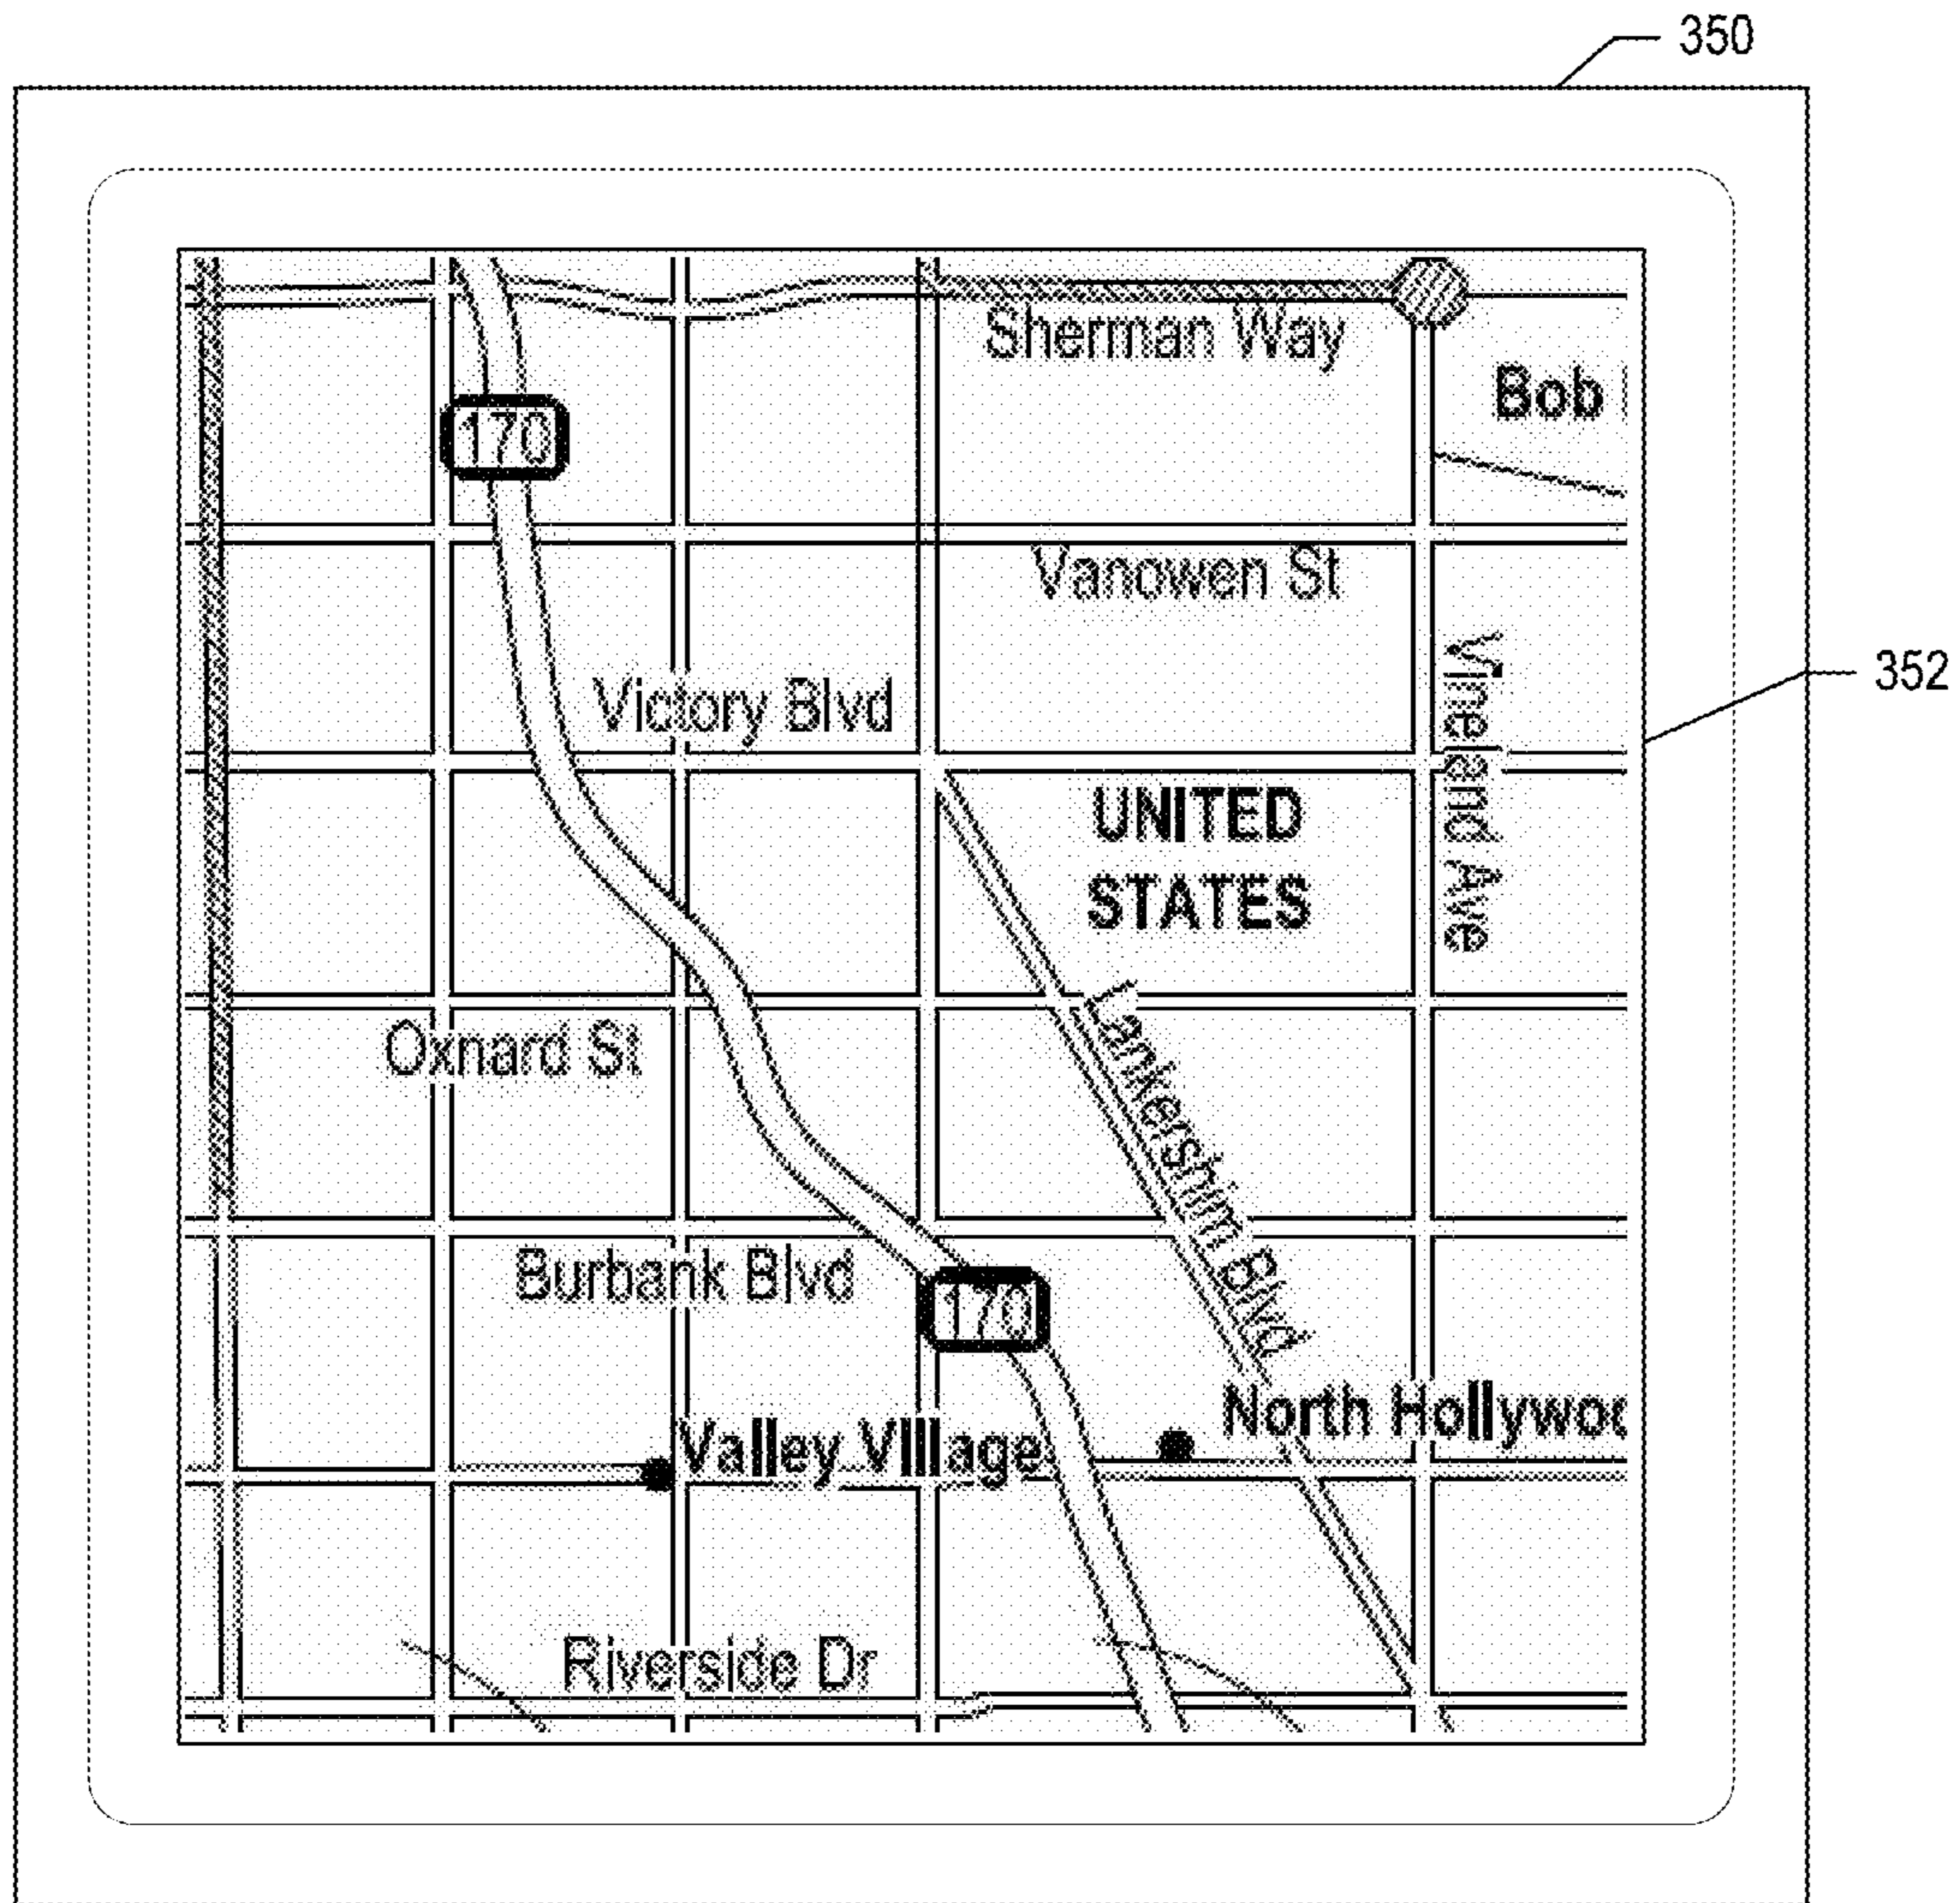 350
Sherman Way
Bob
170
Vanowen St
352
Vineland Ave
Victory Blvd
UNITED
STATES
Lankershim Blvd
Oxnard St
Burbank Blvd
170
North Hollywoo
Valley Village
Riverside Dr